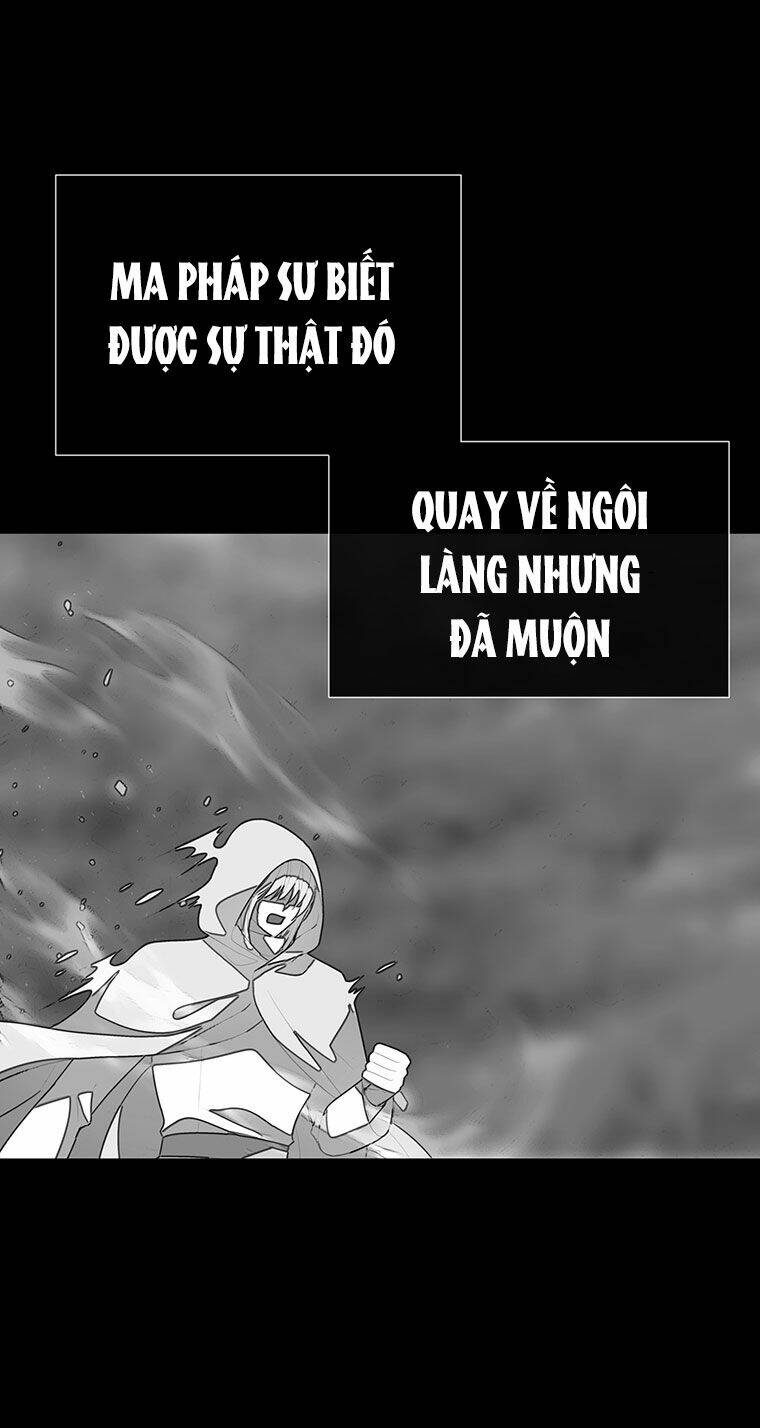 MA PHÁP SƯ BIẾT
ĐƯỢC SỰ THẬT ĐÓ
QUAY VỀ NGÔI
LÀNG NHƯNG
ĐÃ MUỘN